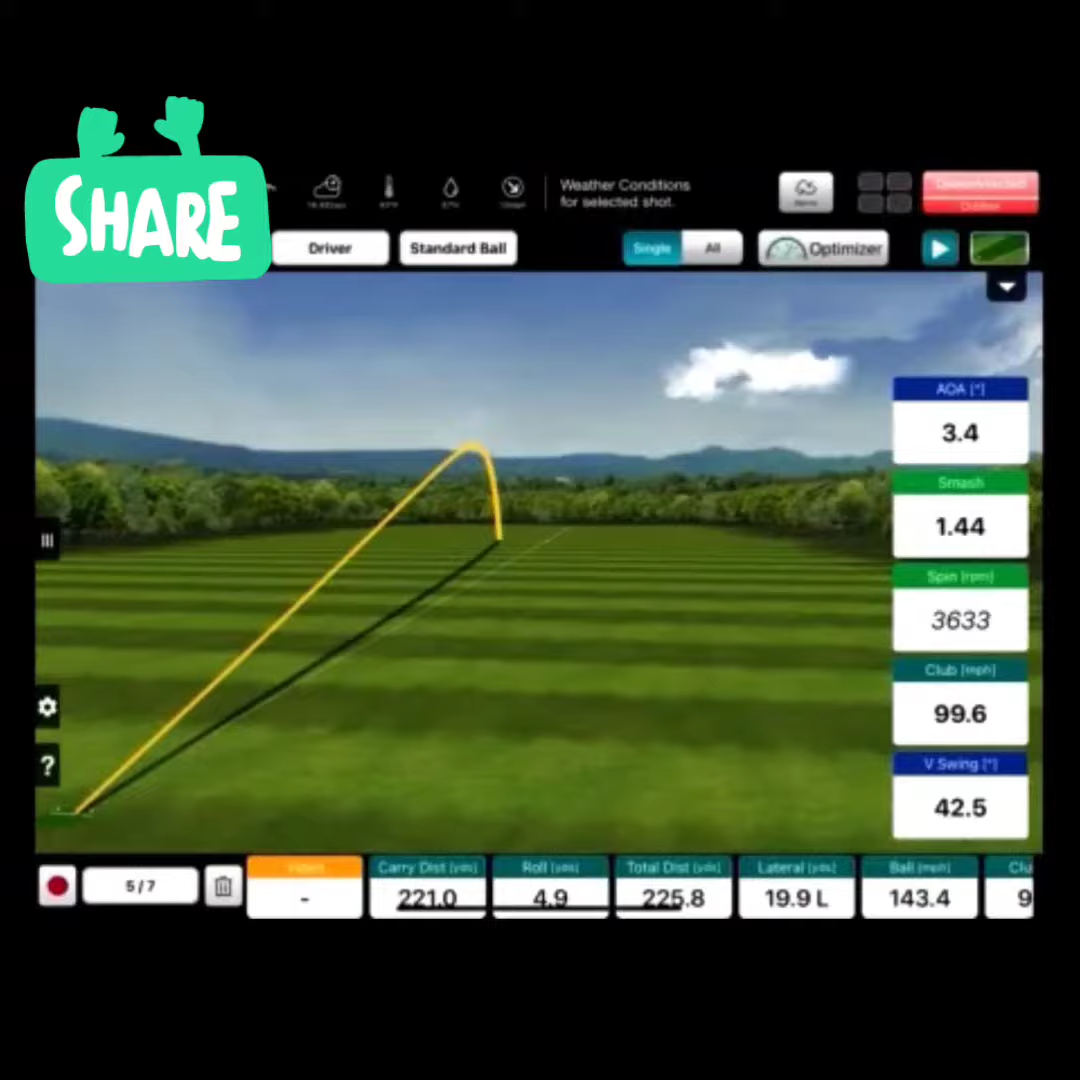 SHARE
Weather Conditions
for selected shot.
Driver
Standard Ball
Single
All
Optimizer
AOA [°]
3.4
Smash
1.44
Spin [rpm]
3633
Club [mph]
99.6
V Swing [°]
42.5
?
5/7
-
Carry Dist [yds]
221.0
Roll [yds]
4.9
Total Dist [yds]
225.8
Lateral [yds]
19.9 L
Ball [mph]
143.4
Clu
9